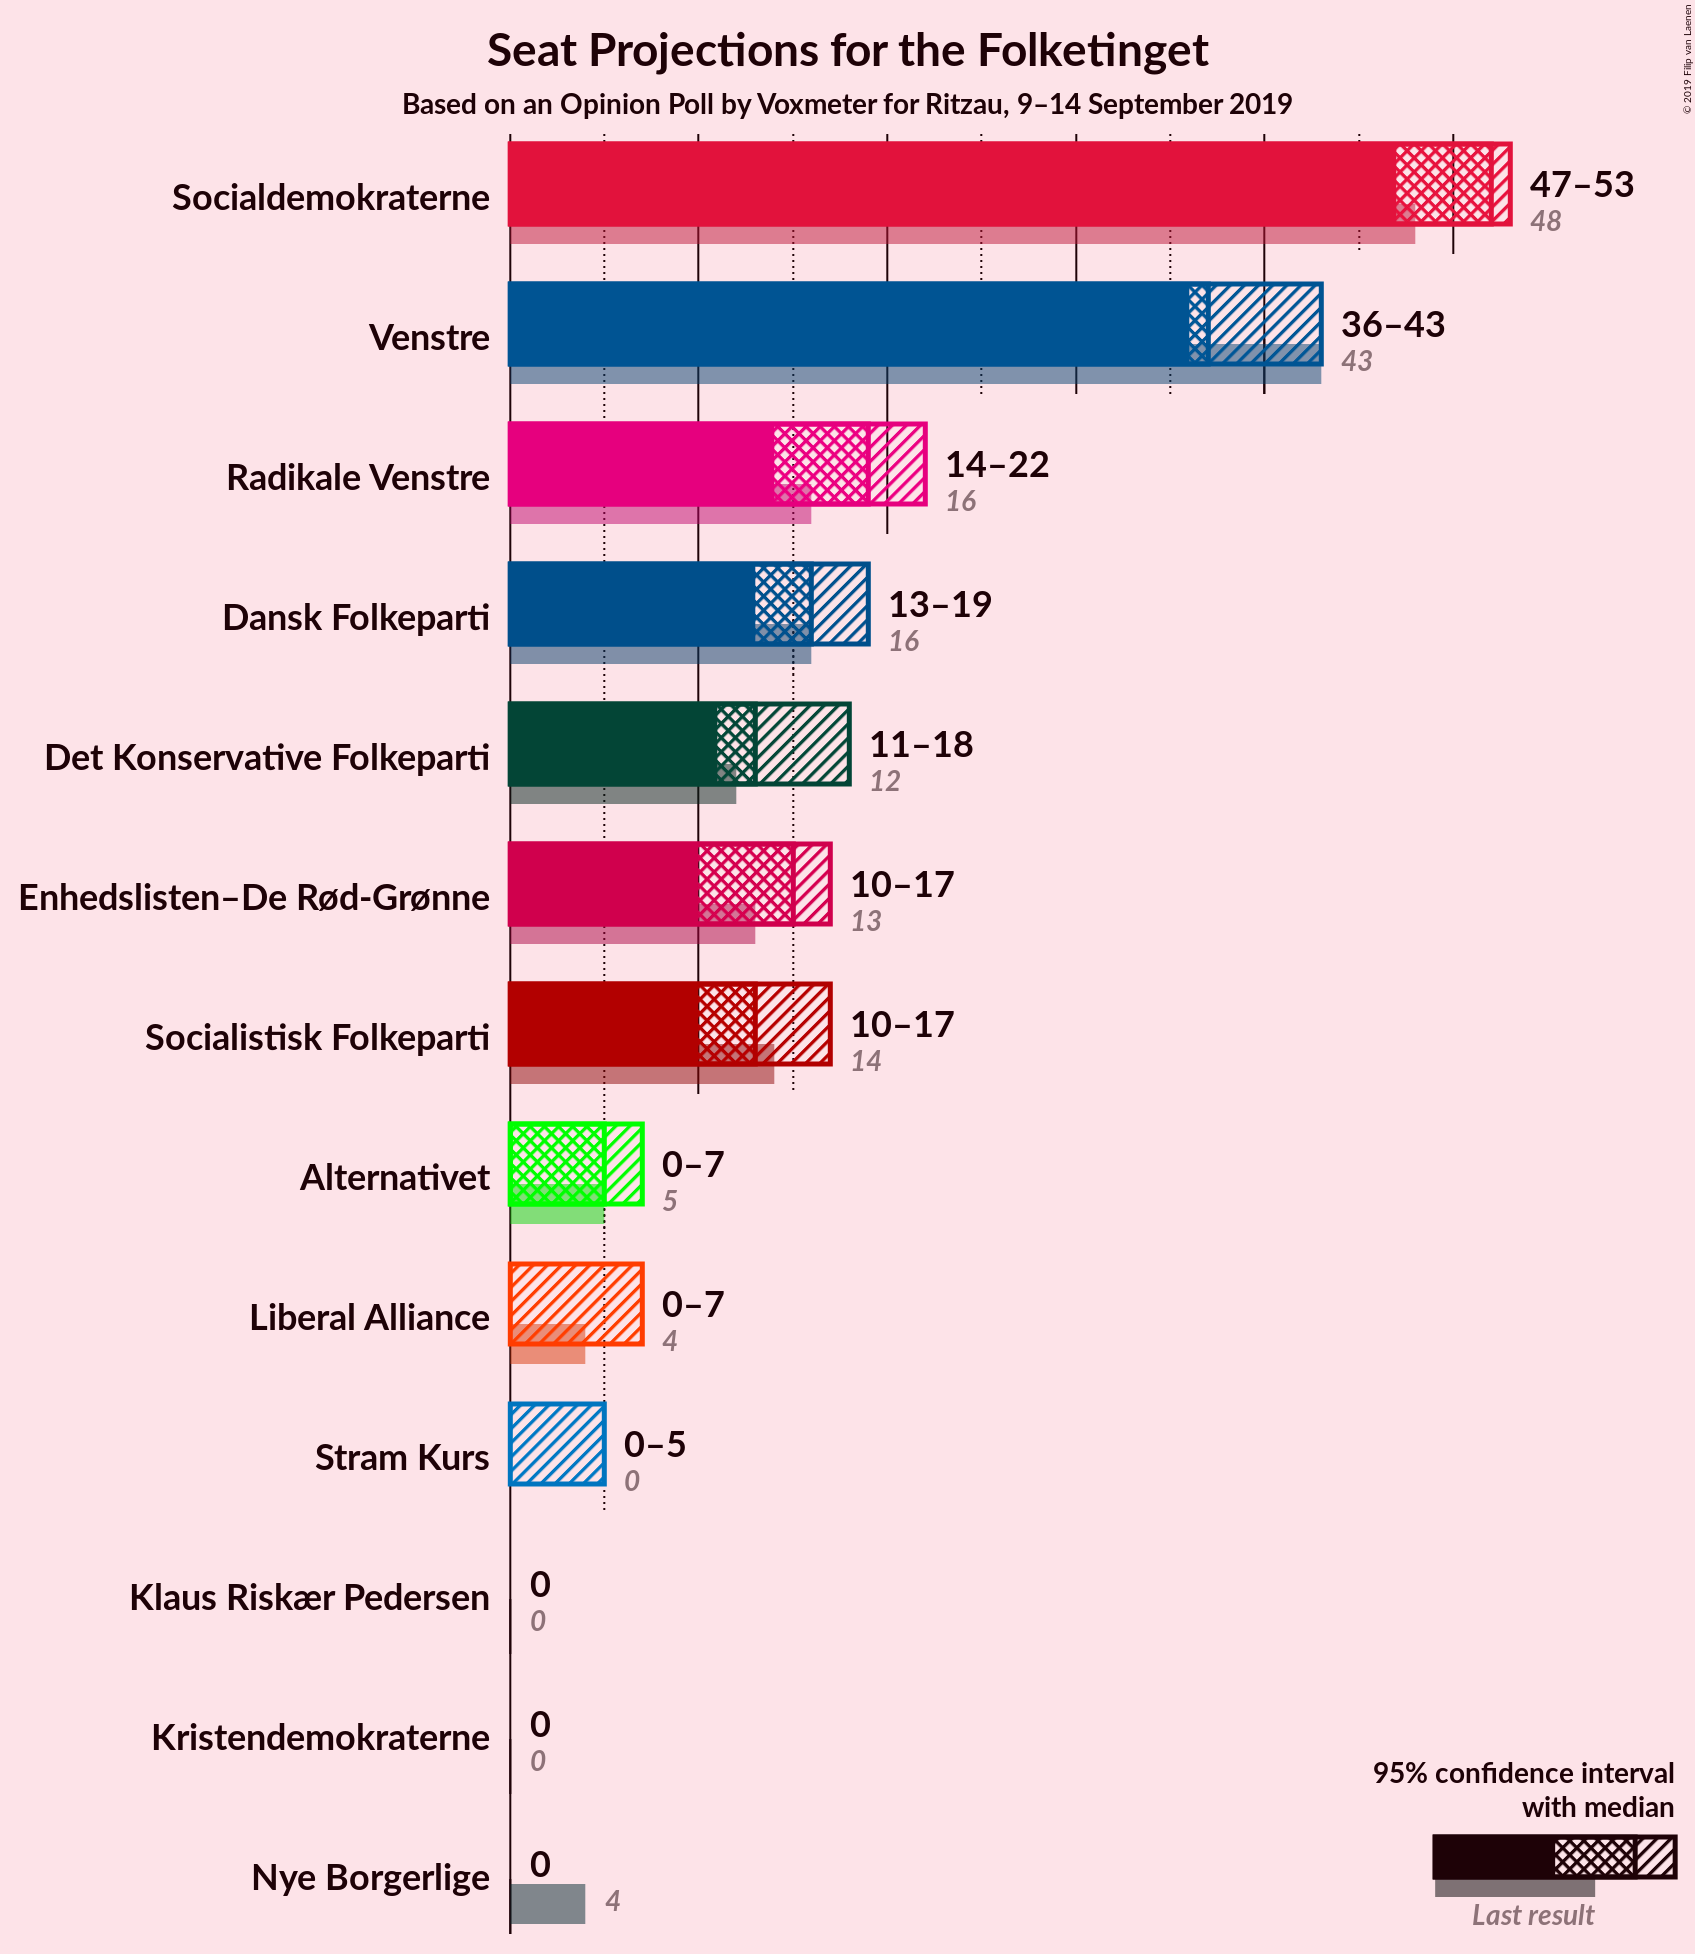 Seat Projections for the Folketinget
Based on an Opinion Poll by Voxmeter for Ritzau, 9–14 September 2019
© 2019 Filip van Laenen
Socialdemokraterne
47–53
48
Venstre
36–43
43
Radikale Venstre
14–22
16
Dansk Folkeparti
13–19
16
Det Konservative Folkeparti
11–18
12
Enhedslisten–De Rød-Grønne
10–17
13
Socialistisk Folkeparti
10–17
14
Alternativet
0–7
5
Liberal Alliance
0–7
4
Stram Kurs
0–5
0
Klaus Riskær Pedersen
0
0
Kristendemokraterne
0
0
Nye Borgerlige
0
4
95% confidence interval
with median
Last result